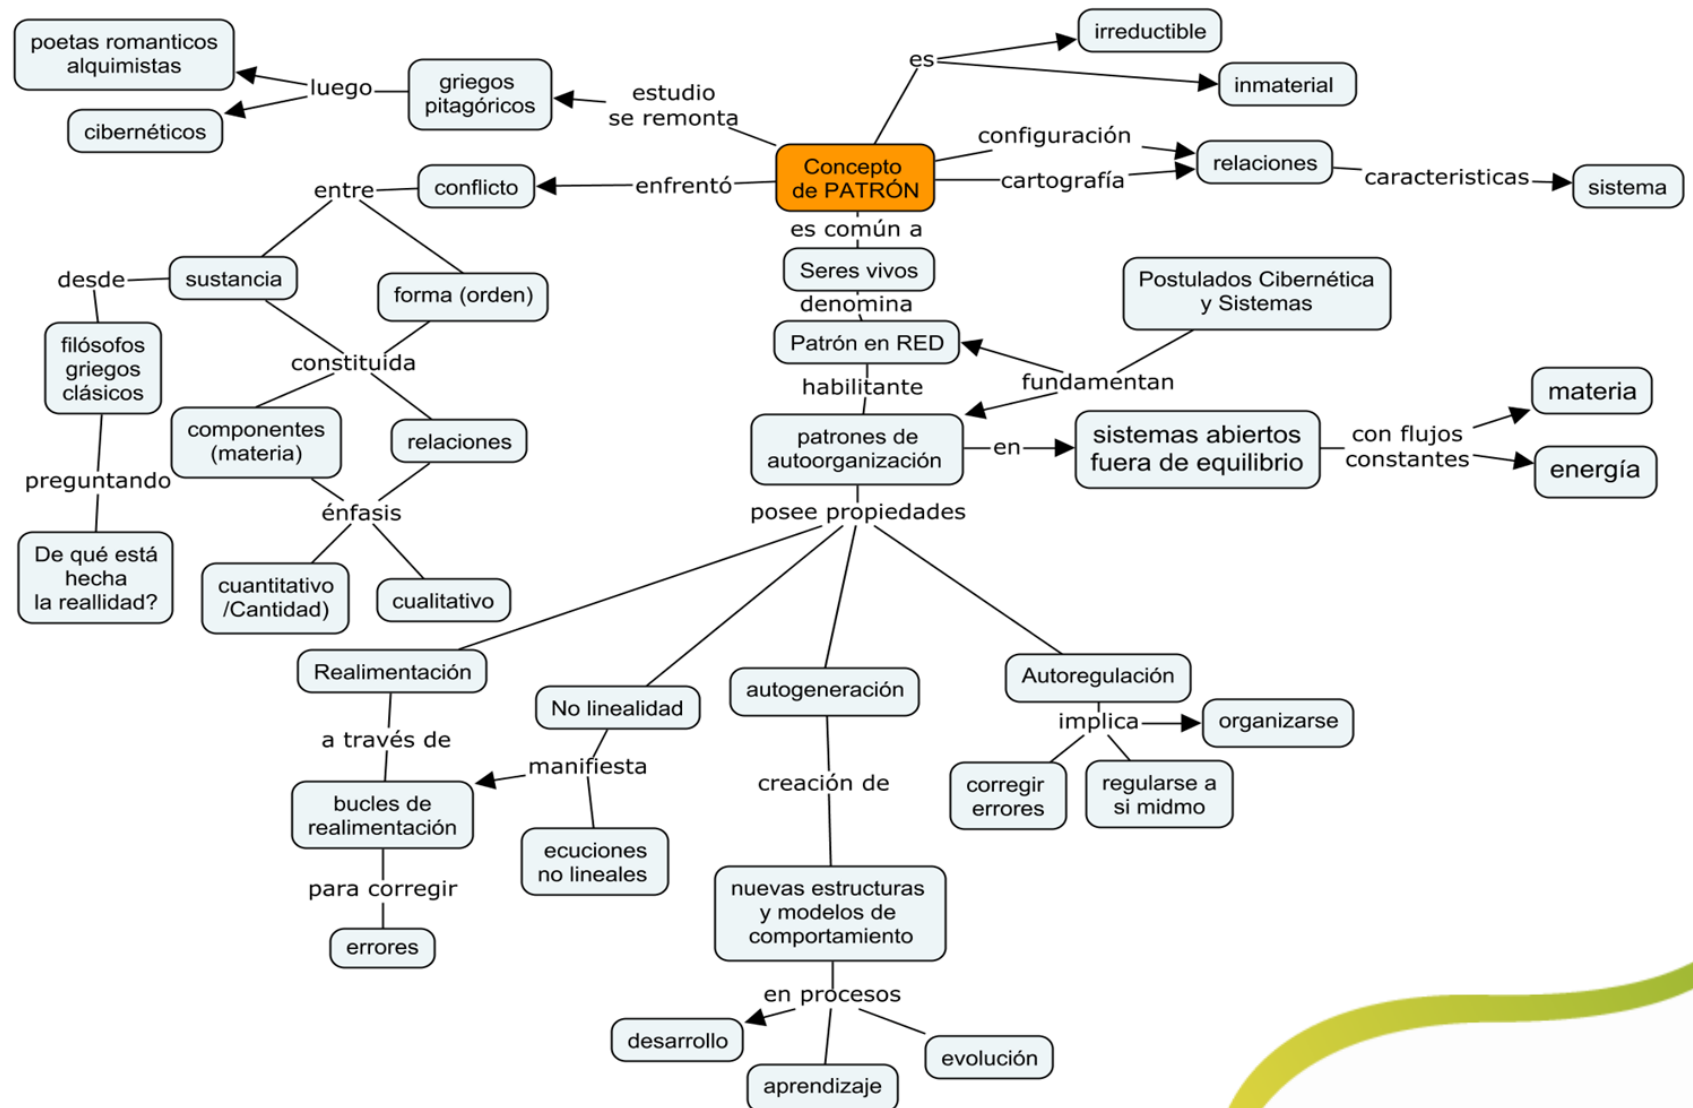 poetas romanticos
alquimistas
luego
cibernéticos
griegos
pitagóricos
estudio
se remonta
es
irreductible
inmaterial
Concepto
de PATRÓN
configuración
cartografía
relaciones
caracteristicas
sistema
enfrentó
conflicto
entre
sustancia
forma (orden)
desde
filósofos
griegos
clásicos
preguntando
De qué está
hecha
la reallidad?
constituida
componentes
(materia)
relaciones
énfasis
cuantitativo
/Cantidad)
cualitativo
es común a
Seres vivos
denomina
Patrón en RED
habilitante
Postulados Cibernética
y Sistemas
fundamentan
patrones de
autoorganización
en
sistemas abiertos
fuera de equilibrio
con flujos
constantes
materia
energía
posee propiedades
Realimentación
a través de
bucles de
realimentación
para corregir
errores
No linealidad
manifiesta
ecuciones
no lineales
autogeneración
creación de
nuevas estructuras
y modelos de
comportamiento
en procesos
desarrollo
aprendizaje
evolución
Autoregulación
implica
organizarse
corregir
errores
regularse a
si midmo